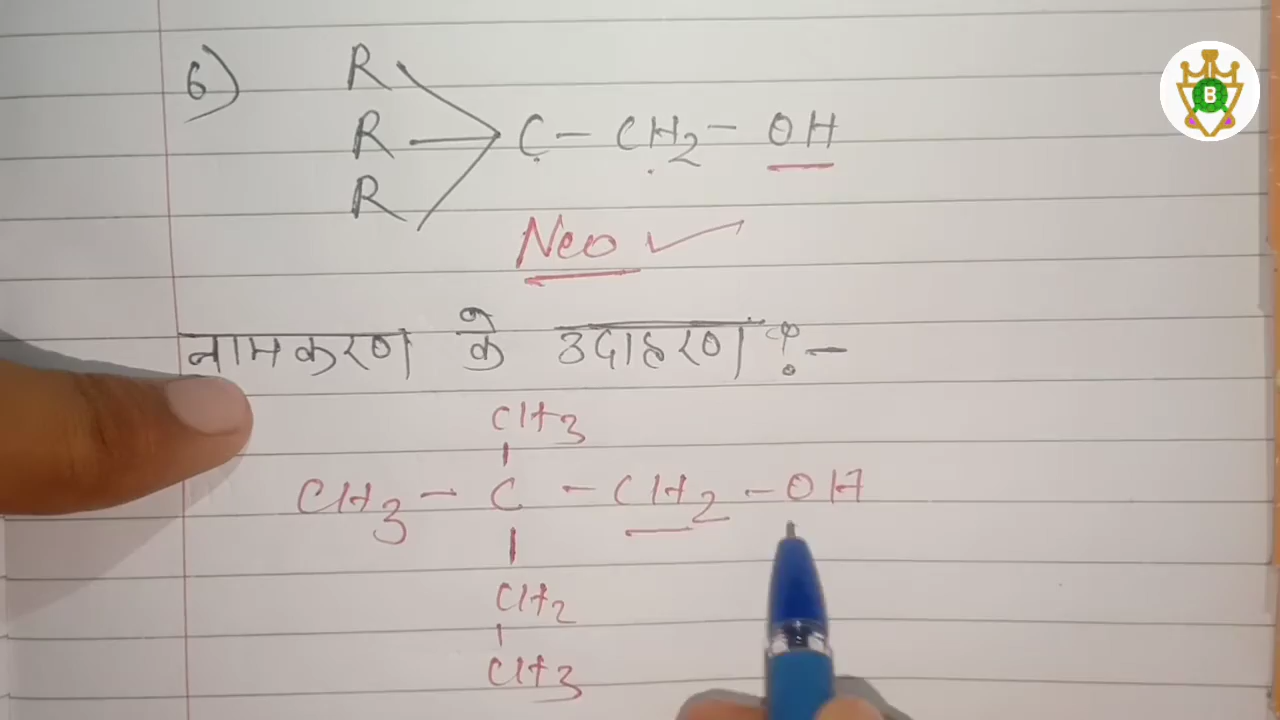 6)
R
R C - CH2 - OH
R
Neo ✓
नामकरण के उदाहरण :-
CH3
CH3 - C - CH2 - OH
CH2
CH3
B